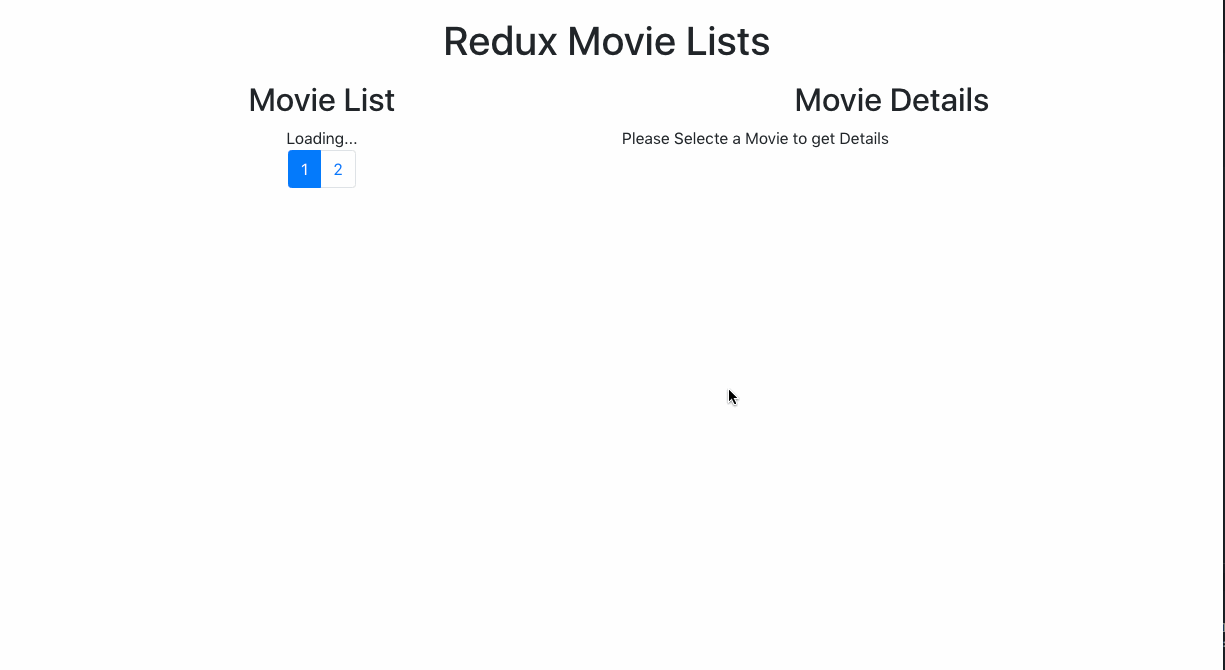 Redux Movie Lists
Movie List
Movie Details
Loading...
Please Selecte a Movie to get Details
1 2